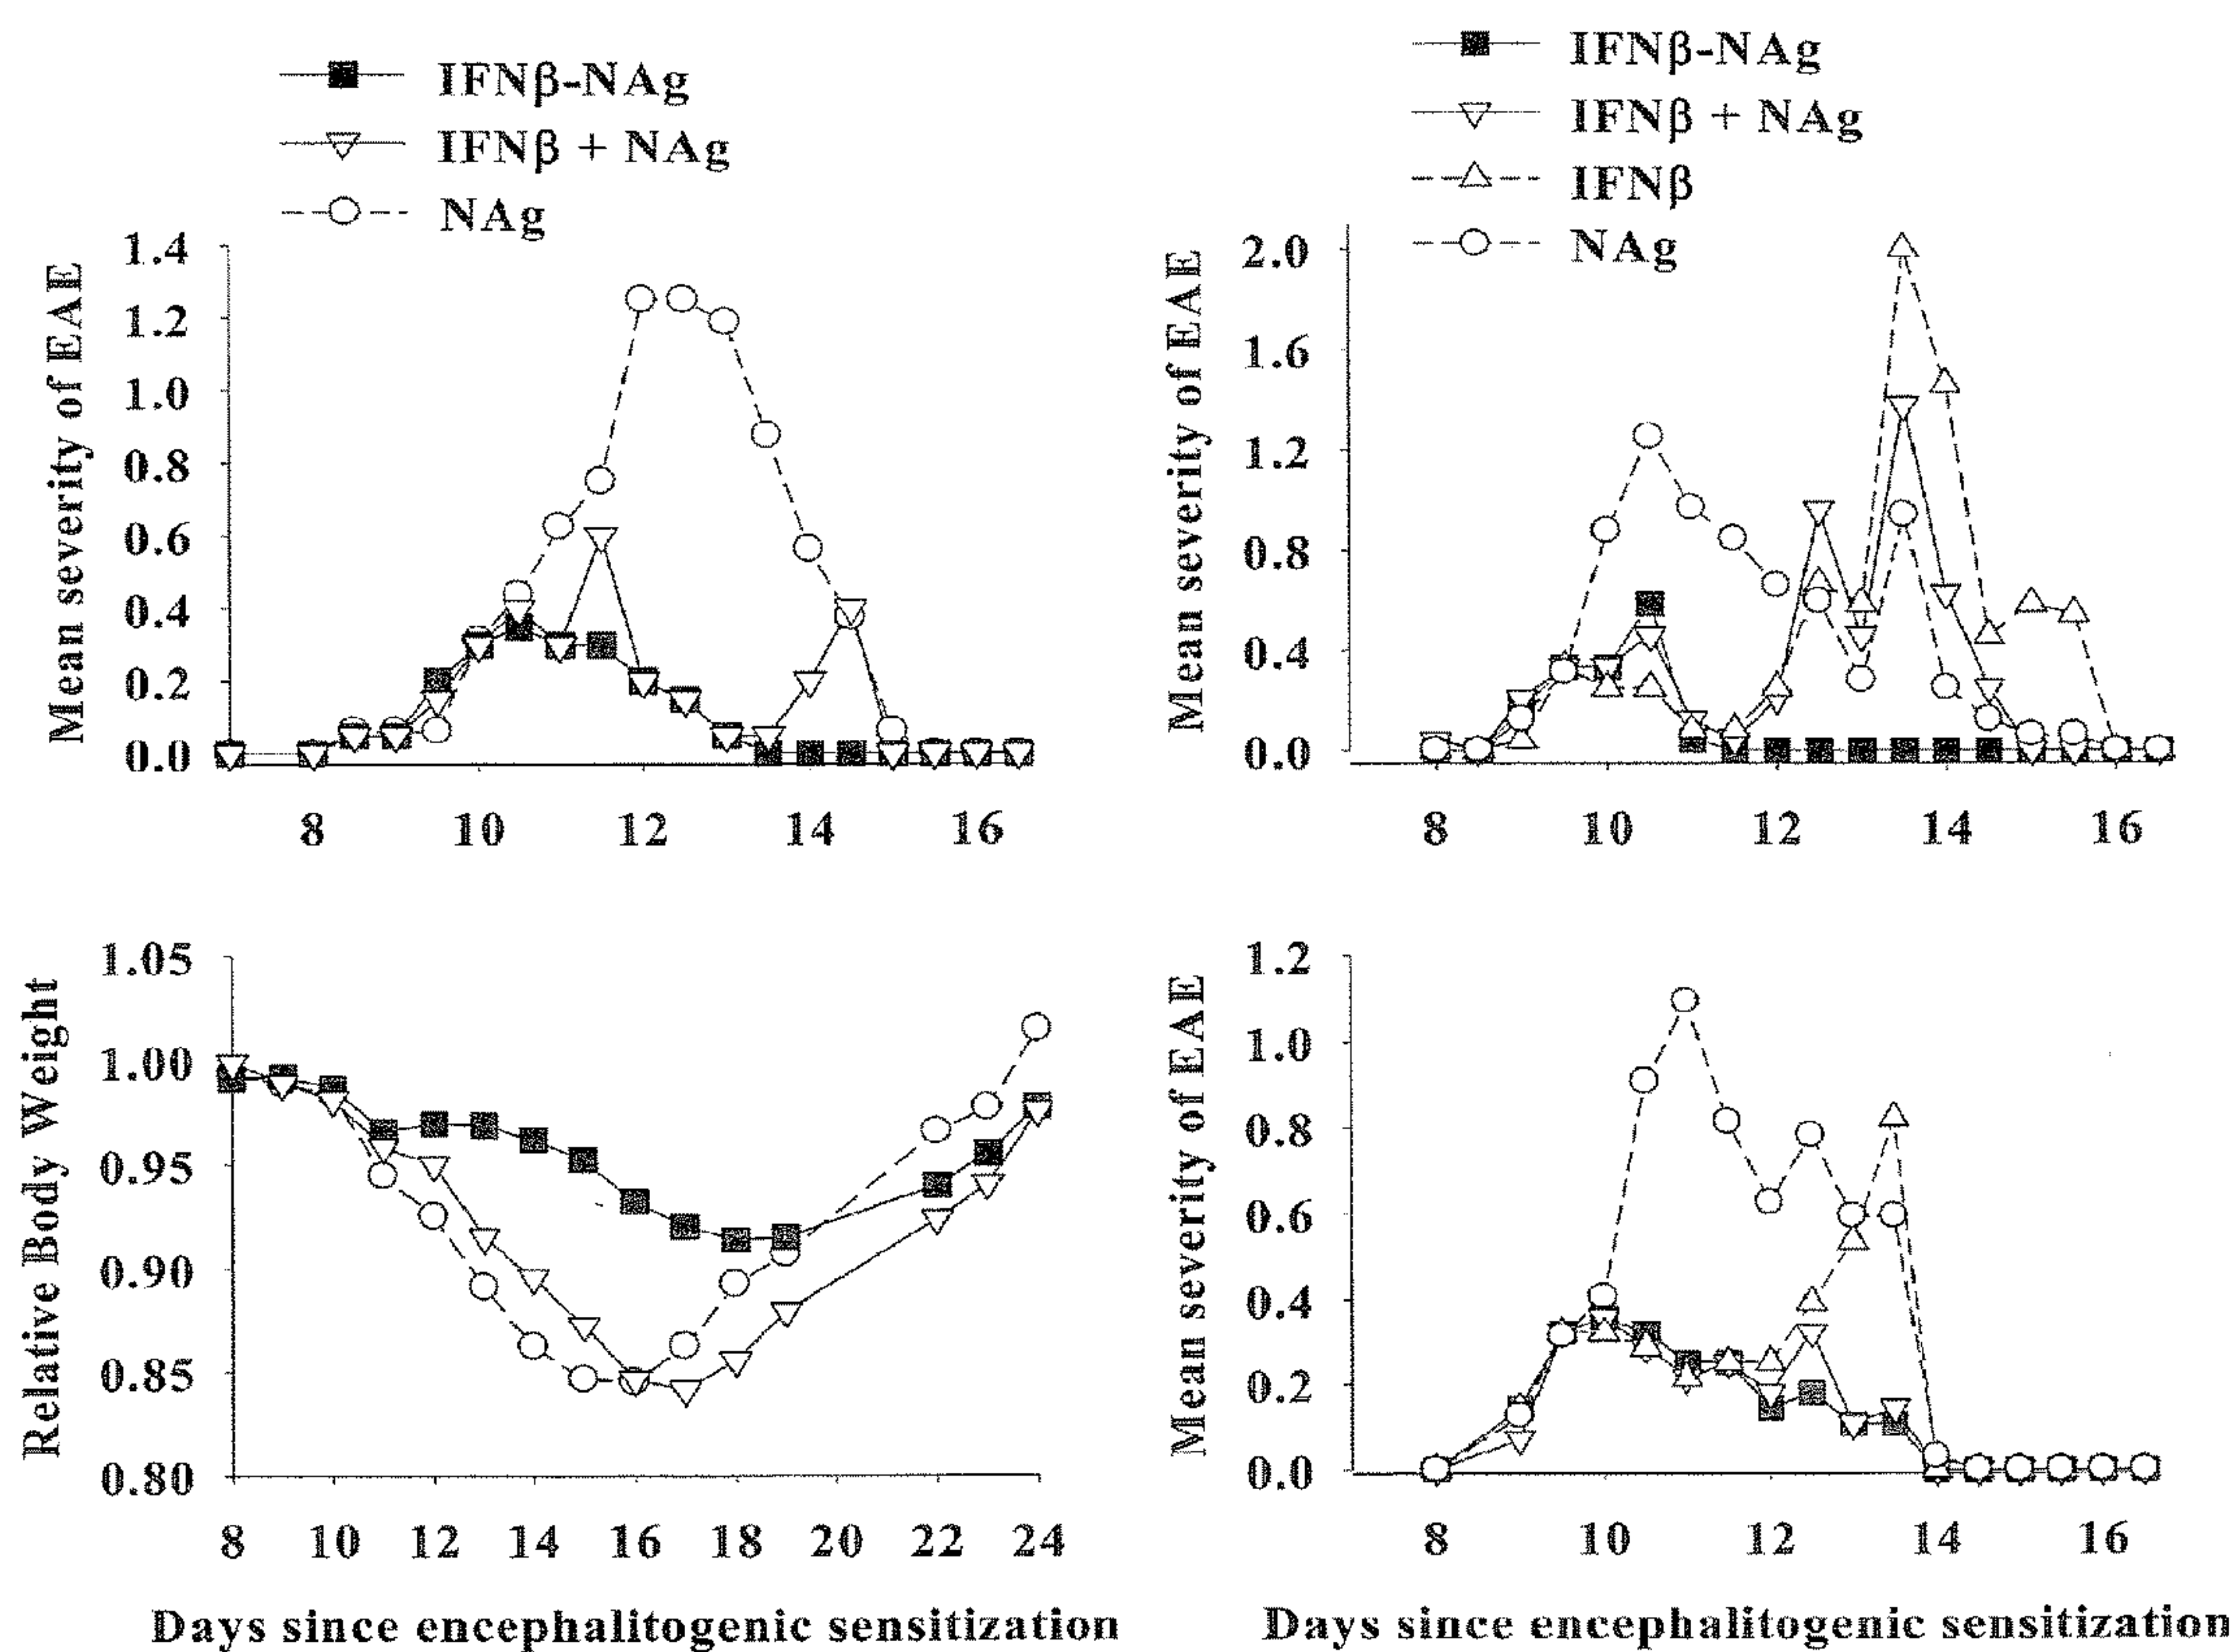 IFNβ-NAg
IFNβ + NAg
NAg
Mean severity of EAE
1.4
1.2
1.0
0.8
0.6
0.4
0.2
0.0
8 10 12 14 16
IFNβ-NAg
IFNβ + NAg
IFNβ
NAg
Mean severity of EAE
2.0
1.6
1.2
0.8
0.4
0.0
8 10 12 14 16
Relative Body Weight
1.05
1.00
0.95
0.90
0.85
0.80
8 10 12 14 16 18 20 22 24
Days since encephalitogenic sensitization
Mean severity of EAE
1.2
1.0
0.8
0.6
0.4
0.2
0.0
8 10 12 14 16
Days since encephalitogenic sensitization